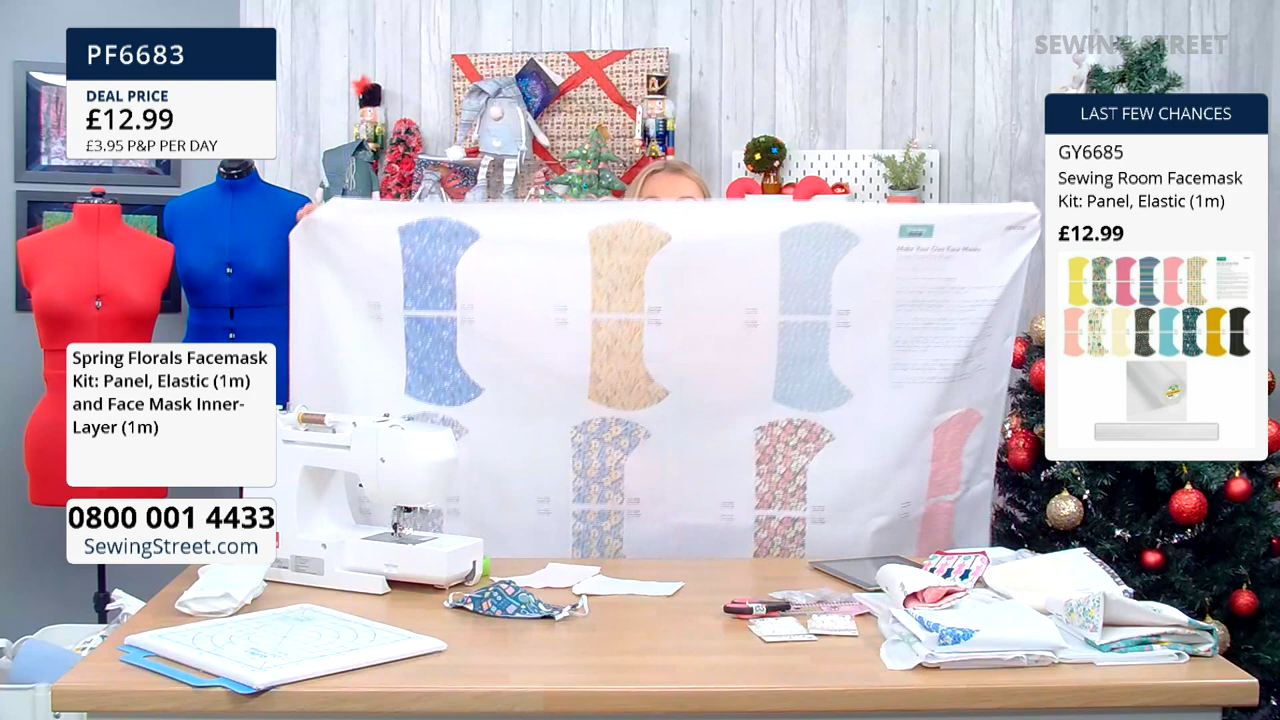 PF6683
DEAL PRICE
£12.99
£3.95 P&P PER DAY
Spring Florals Facemask
Kit: Panel, Elastic (1m)
and Face Mask Inner-
Layer (1m)
0800 001 4433
SewingStreet.com
SEWING STREET
LAST FEW CHANCES
GY6685
Sewing Room Facemask
Kit: Panel, Elastic (1m)
£12.99
Make Your Own Face Masks